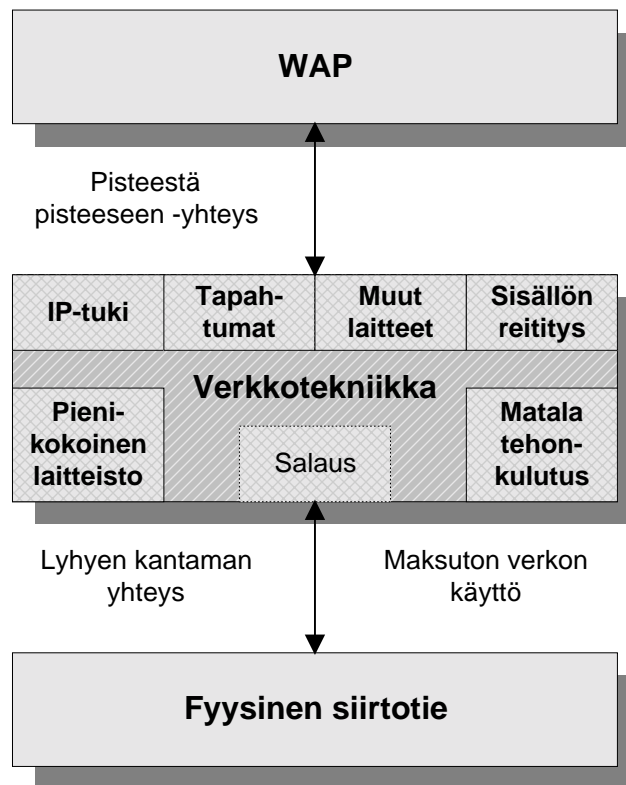 WAP
Pisteestä
pisteeseen -yhteys
IP-tuki
Tapah-
tumat
Muut
laitteet
Sisällön
reititys
Verkkotekniikka
Pieni-
kokoinen
laitteisto
Salaus
Matala
tehon-
kulutus
Lyhyen kantaman
yhteys
Maksuton verkon
käyttö
Fyysinen siirtotie